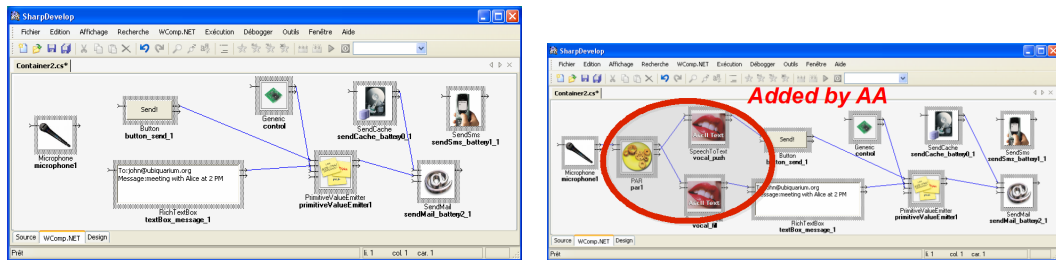 SharpDevelop
Fichier Edition Affichage Recherche WComp.NET Exécution Débogger Outils Fenêtre Aide
Container2.cs*
Send!
Button
button_send_1
Generic
control
SendCache
sendCache_battery0_1
SendSms
sendSms_battery1_1
Microphone
microphone1
To:john@ubiquarium.org
Message:meeting with Alice at 2 PM
PrimitiveValueEmitter
primitiveValueEmitter1
RichTextBox
textBox_message_1
SendMail
sendMail_battery2_1
Source WComp.NET Design
Prêt li. 1 col. 1 car. 1
SharpDevelop
Fichier Edition Affichage Recherche WComp.NET Exécution Débogger Outils Fenêtre Aide
Container2.cs*
Added by AA
Ascii Text
SpeechToText
vocal_push
Send!
Button
button_send_1
Generic
control
SendCache
sendCache_battery0_1
SendSms
sendSms_battery1_1
Microphone
microphone1
PAR
par1
Ascii Text
vocal_fill
To:john@ubiquarium.org
Message:meeting with Alice at 2 PM
RichTextBox
textBox_message_1
PrimitiveValueEmitter
primitiveValueEmitter1
SendMail
sendMail_battery2_1
Source WComp.NET Design
Prêt li. 1 col. 1 car. 1